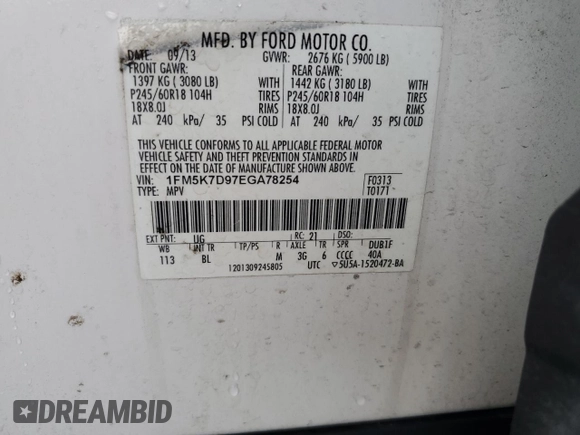 MFD. BY FORD MOTOR CO.
DATE: 09/13 GVWR: 2676 KG ( 5900 LB)
FRONT GAWR: REAR GAWR:
1397 KG ( 3080 LB) WITH 1442 KG ( 3180 LB) WITH
P245/60R18 104H TIRES P245/60R18 104H TIRES
18X8.0J RIMS 18X8.0J RIMS
AT 240 kPa/ 35 PSI COLD AT 240 kPa/ 35 PSI COLD
THIS VEHICLE CONFORMS TO ALL APPLICABLE FEDERAL MOTOR
VEHICLE SAFETY AND THEFT PREVENTION STANDARDS IN
EFFECT ON THE DATE OF MANUFACTURE SHOWN ABOVE.
VIN: 1FM5K7D97EGA78254 F0313
TYPE: MPV T0171
EXT PNT: UG RC: 21 DSO:
WB INT TR TP/PS R AXLE TR SPR DUB1F
113 BL M 3G 6 CCCC 40A
1201309245805 UTC 5U5A-1520472-BA
DREAMBID